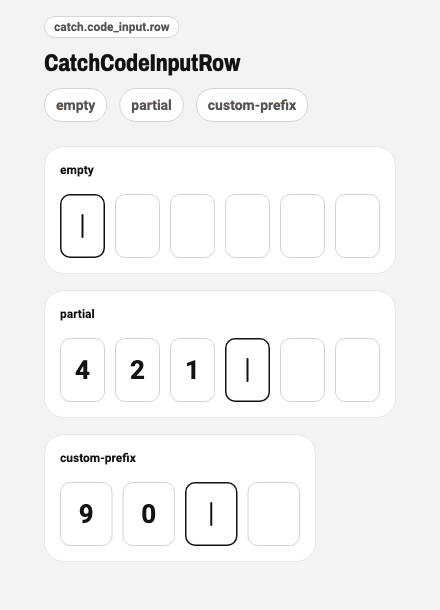 catch.code_input.row
CatchCodeInputRow
empty partial custom-prefix
empty
partial
4 2 1
custom-prefix
9 0